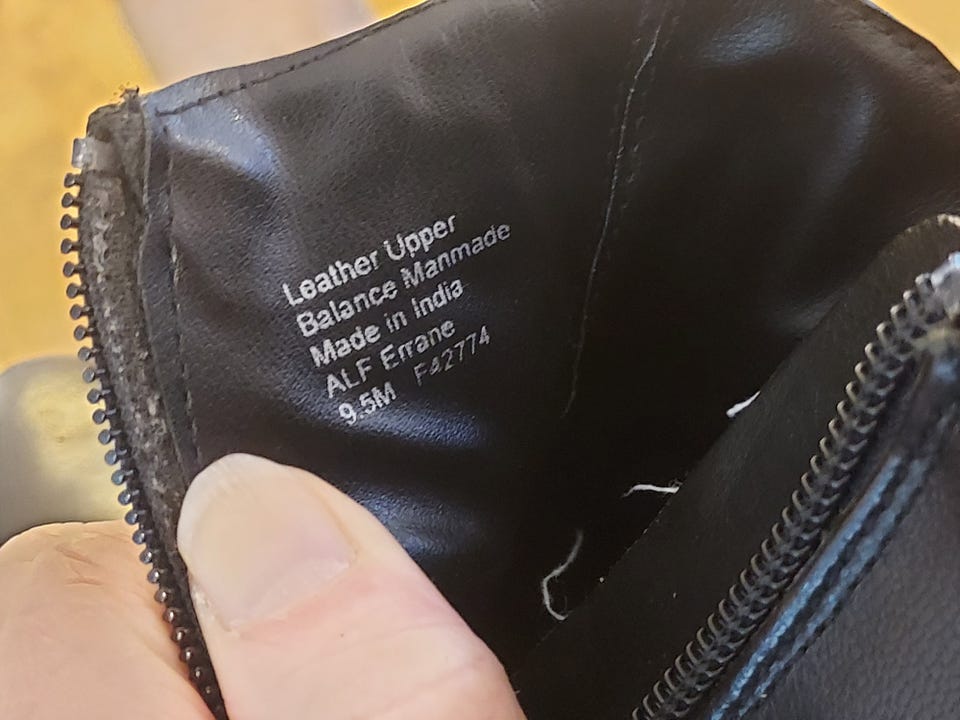 Leather Upper
Balance Manmade
Made in India
ALF Errane
9.5M F42774